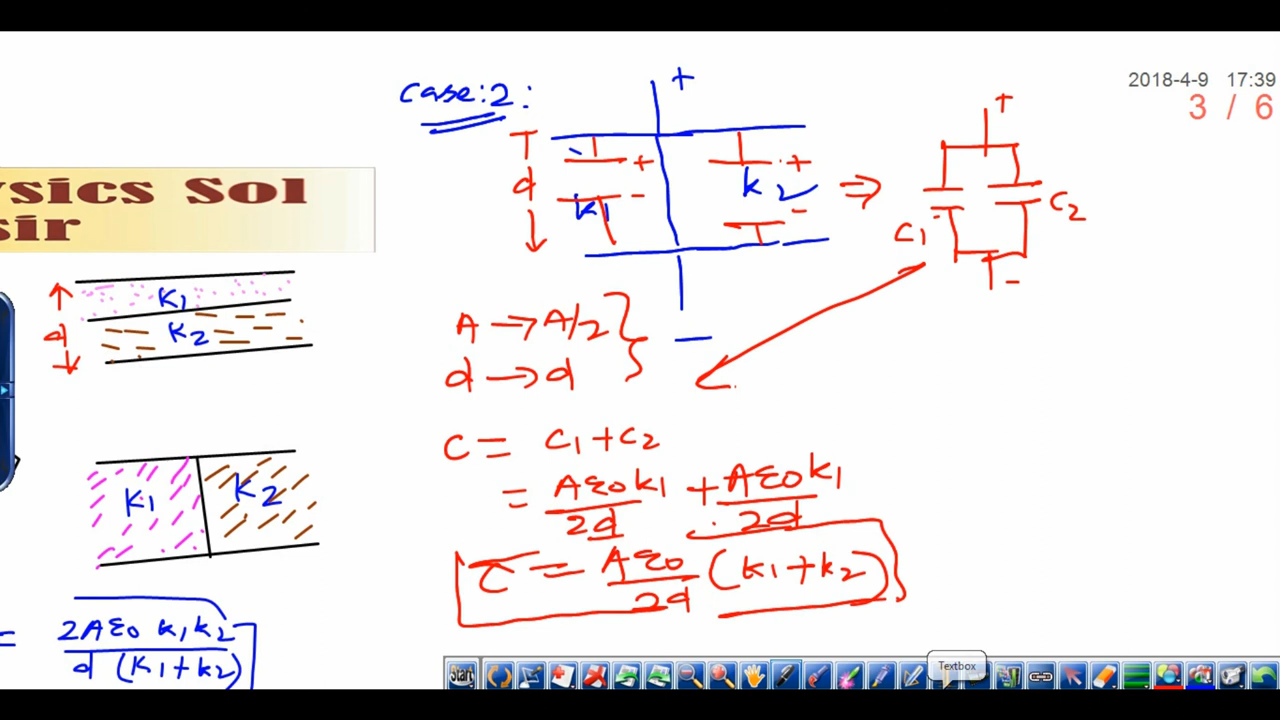 2018-4-9 17:39
3 / 6
ysics Sol
sir
d
K1
K2
K1
K2
= 2Aε0 K1K2 / d (K1+K2)
Case:2:
+
d
+
-
K1
+
-
K2
⇒
+
C1
C2
-
A → A/2 }
d → d
-
C = C1+C2
= Aε0K1/2d + Aε0K1/2d
C = Aε0/2d (K1+K2)
Start
Textbox